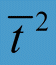 t̅ ²